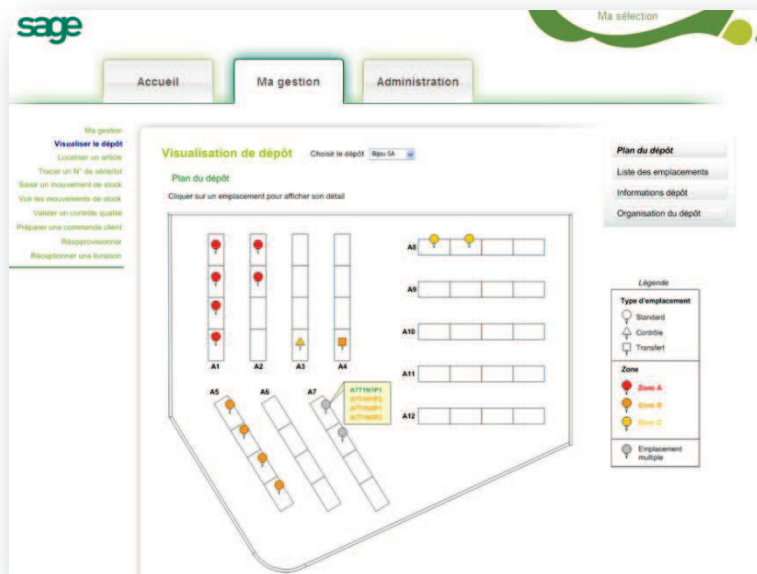 sage
Ma sélection
Accueil
Ma gestion
Administration
Ma gestion
Visualiser le dépôt
Localiser un article
Tracer un N° de série/lot
Saisir un mouvement de stock
Voir les mouvements de stock
Valider un contrôle qualité
Préparer une commande client
Réapprovisionner
Réceptionner une livraison
Visualisation de dépôt
Choisir le dépôt
Bijou SA
Plan du dépôt
Cliquer sur un emplacement pour afficher son détail
A1
A2
A3
A4
A5
A6
A7
A7T1N1P1
A8
A9
A10
A11
A12
Plan du dépôt
Liste des emplacements
Informations dépôt
Organisation du dépôt
Légende
Type d'emplacement
Standard
Contrôle
Transfert
Zone
Zone A
Zone B
Zone C
Emplacement
multiple